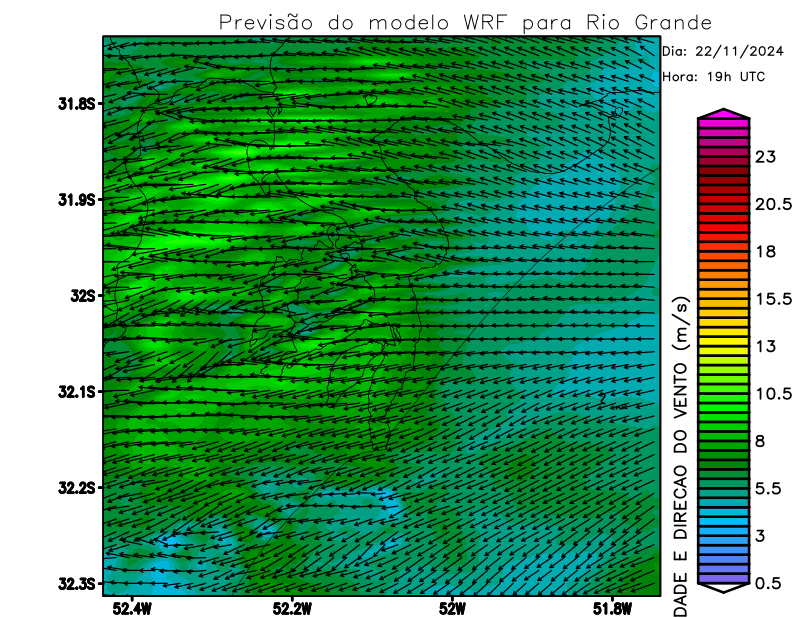 Previsão do modelo WRF para Rio Grande
Dia: 22/11/2024
Hora: 19h UTC
31.8S
31.9S
32S
32.1S
32.2S
32.3S
52.4W
52.2W
52W
51.8W
23
20.5
18
15.5
13
10.5
8
5.5
3
0.5
DADE E DIRECAO DO VENTO (m/s)